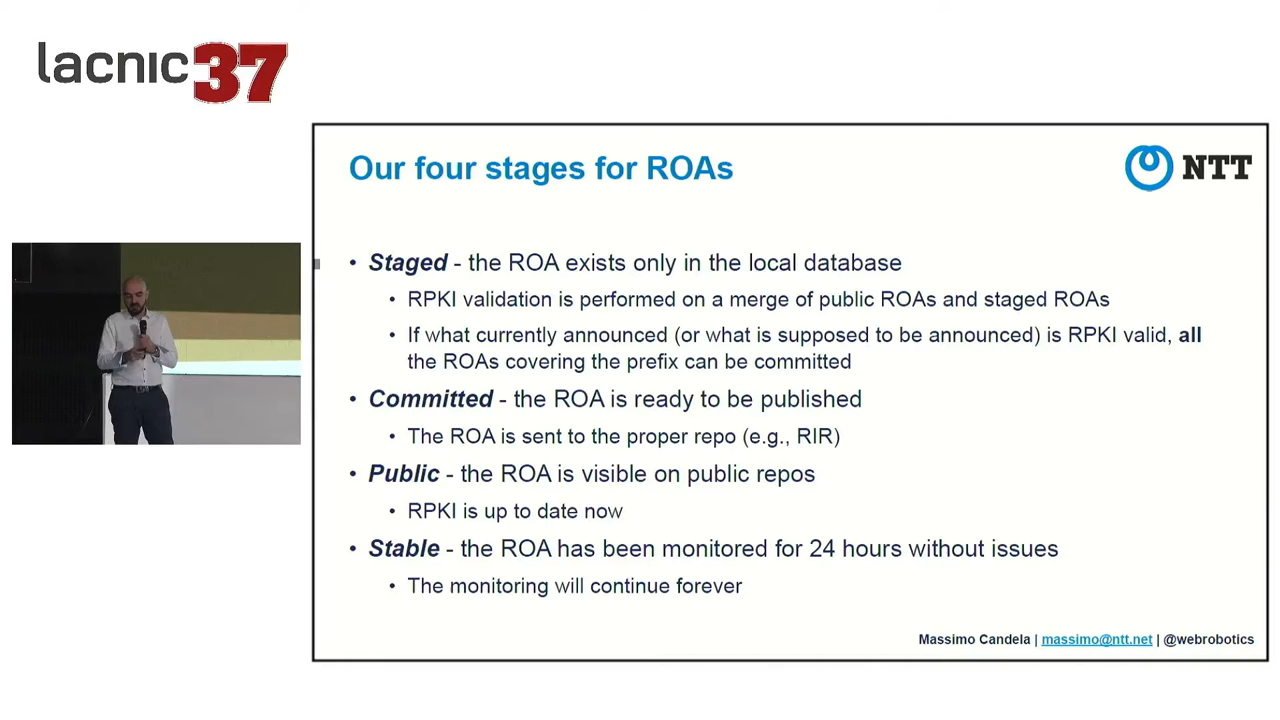 lacnic37
Our four stages for ROAs
NTT
• Staged - the ROA exists only in the local database
• RPKI validation is performed on a merge of public ROAs and staged ROAs
• If what currently announced (or what is supposed to be announced) is RPKI valid, all
the ROAs covering the prefix can be committed
• Committed - the ROA is ready to be published
• The ROA is sent to the proper repo (e.g., RIR)
• Public - the ROA is visible on public repos
• RPKI is up to date now
• Stable - the ROA has been monitored for 24 hours without issues
• The monitoring will continue forever
Massimo Candela | massimo@ntt.net | @webrobotics